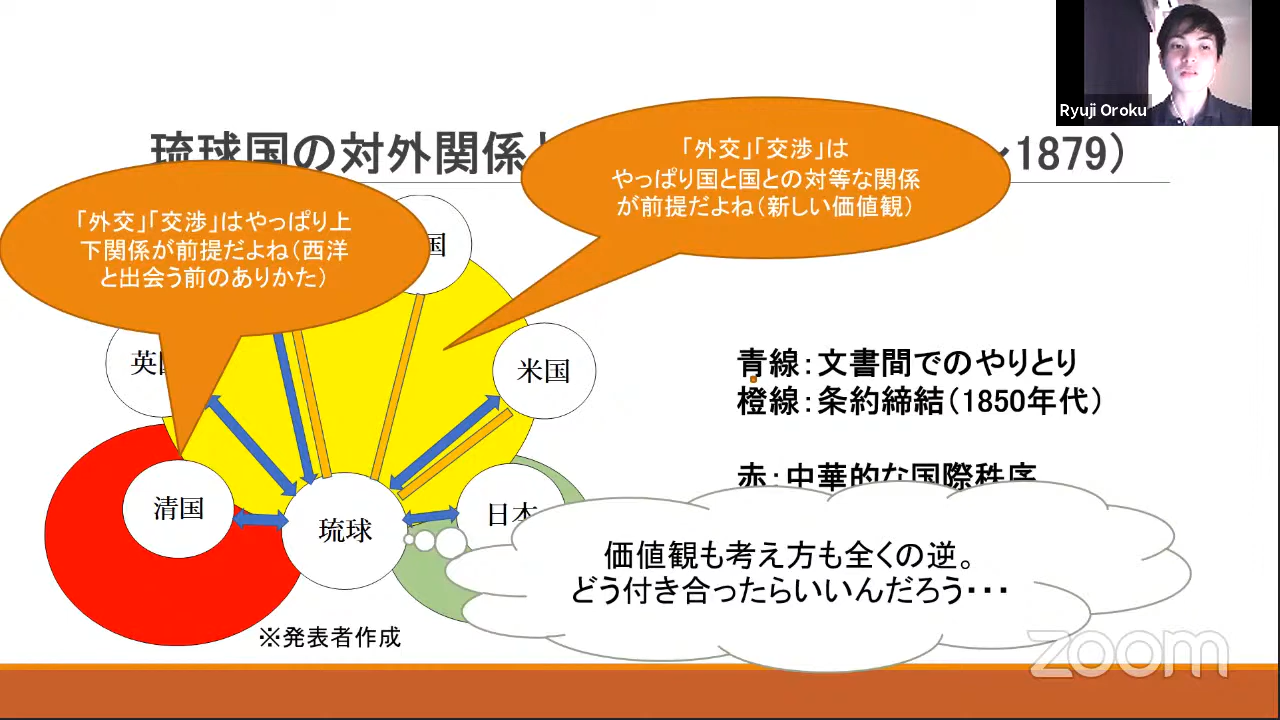 Ryuji Oroku
琉球国の対外関係
1879）
「外交」「交渉」は
やっぱり国と国との対等な関係
が前提だよね（新しい価値観）
「外交」「交渉」はやっぱり上
下関係が前提だよね（西洋
と出会う前のありかた）
国
英国
米国
清国
琉球
日本
青線：文書間でのやりとり
橙線：条約締結（1850年代）
赤：中華的な国際秩序
価値観も考え方も全くの逆。
どう付き合ったらいいんだろう・・・
※発表者作成
zoom